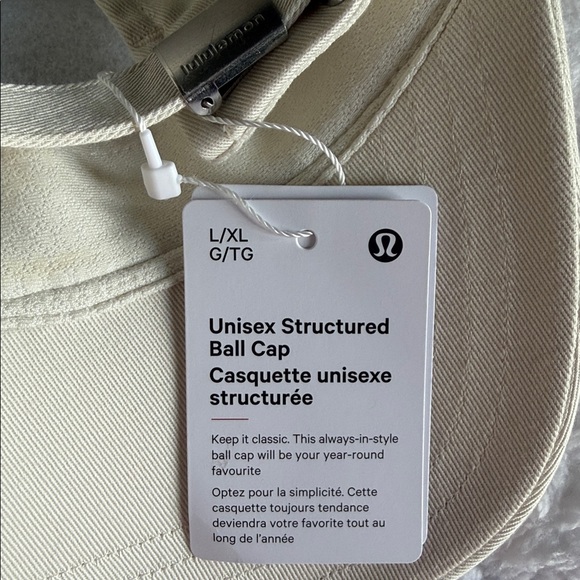 lululemon
L/XL
G/TG
Unisex Structured
Ball Cap
Casquette unisexe
structurée
Keep it classic. This always-in-style
ball cap will be your year-round
favourite
Optez pour la simplicité. Cette
casquette toujours tendance
deviendra votre favorite tout au
long de l'année